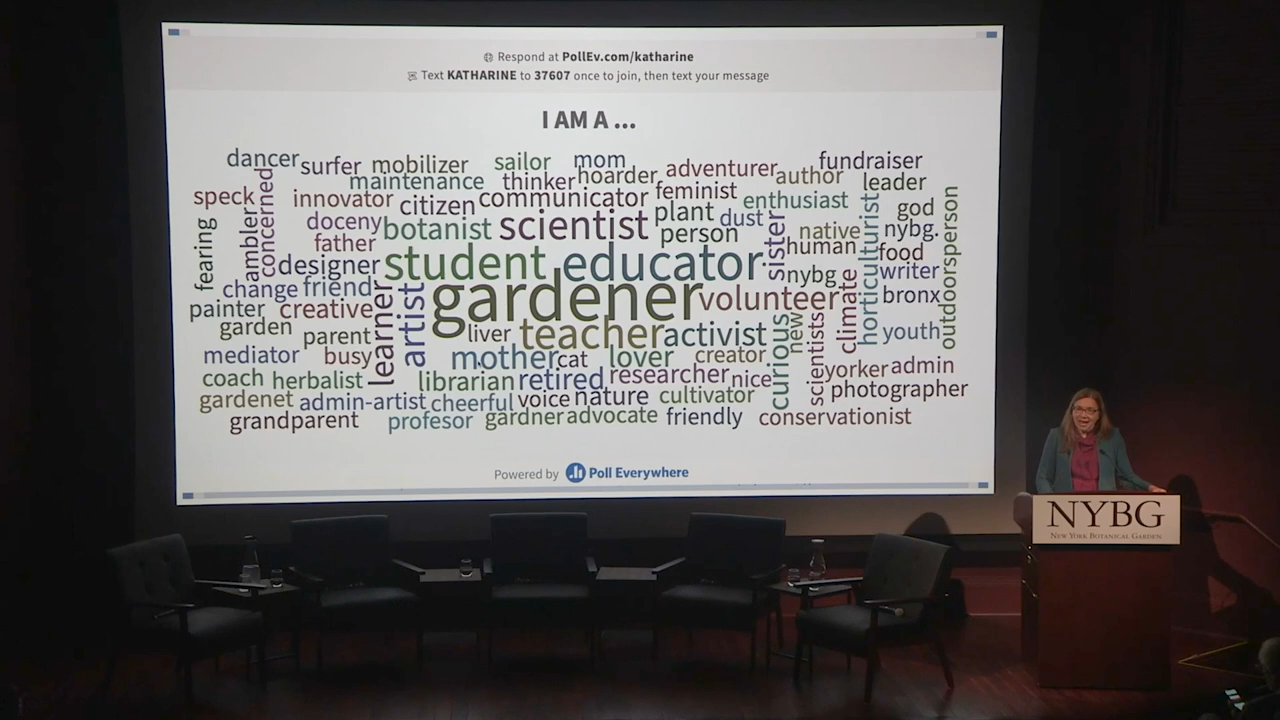 Respond at PollEv.com/katharine
Text KATHARINE to 37607 once to join, then text your message
I AM A ...
dancer surfer mobilizer sailor mom adventurer fundraiser
maintenance thinker hoarder author leader
speck innovator citizen communicator feminist enthusiast
concerned ambler fearing
doceny botanist scientist plant dust god
father person sister native nybg.
human food horticulturist outdoorsperson
designer student educator nybg writer
change friend
painter creative learner artist gardener volunteer climate bronx
garden parent liver teacher activist new scientists youth
mediator busy mother cat lover creator curious
coach herbalist librarian retired researcher nice yorker admin
gardenet admin-artist cheerful voice nature cultivator photographer
grandparent profesor gardner advocate friendly conservationist
Powered by Poll Everywhere
NYBG
NEW YORK BOTANICAL GARDEN